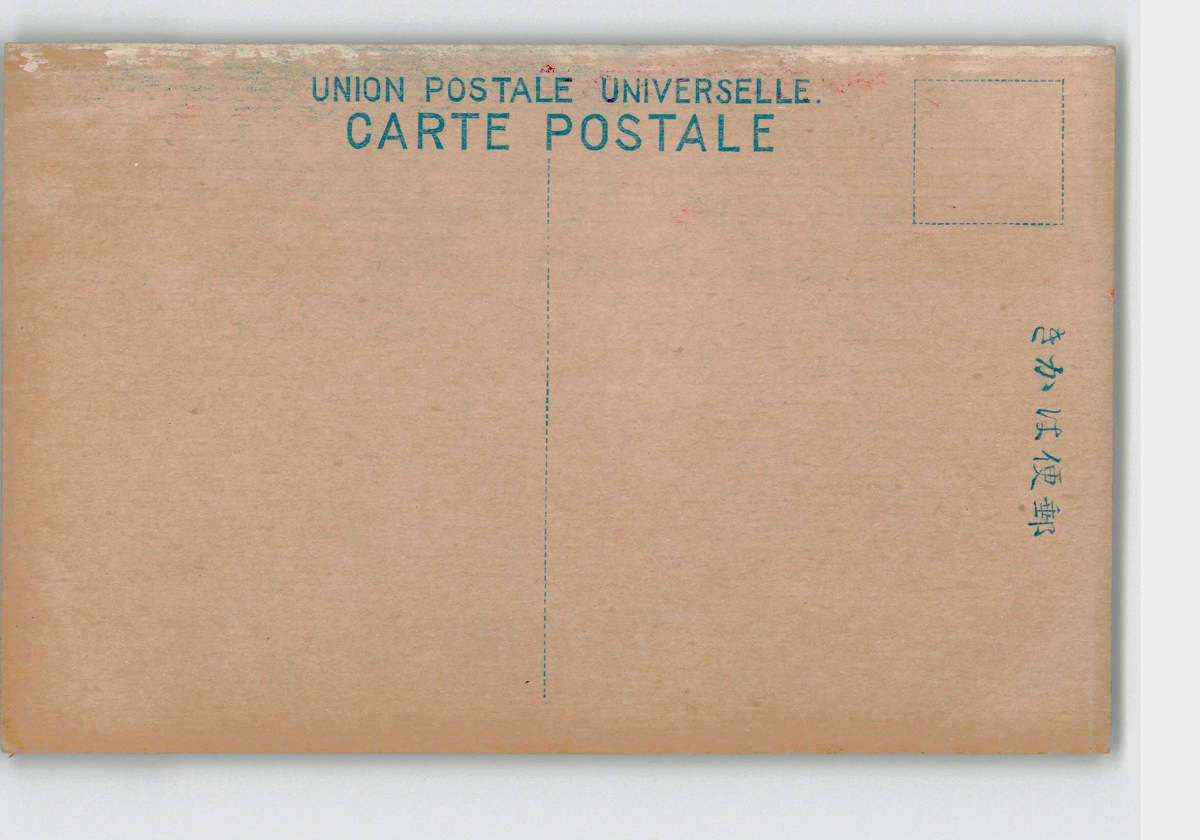 UNION POSTALE UNIVERSELLE.
CARTE POSTALE
郵便はかき